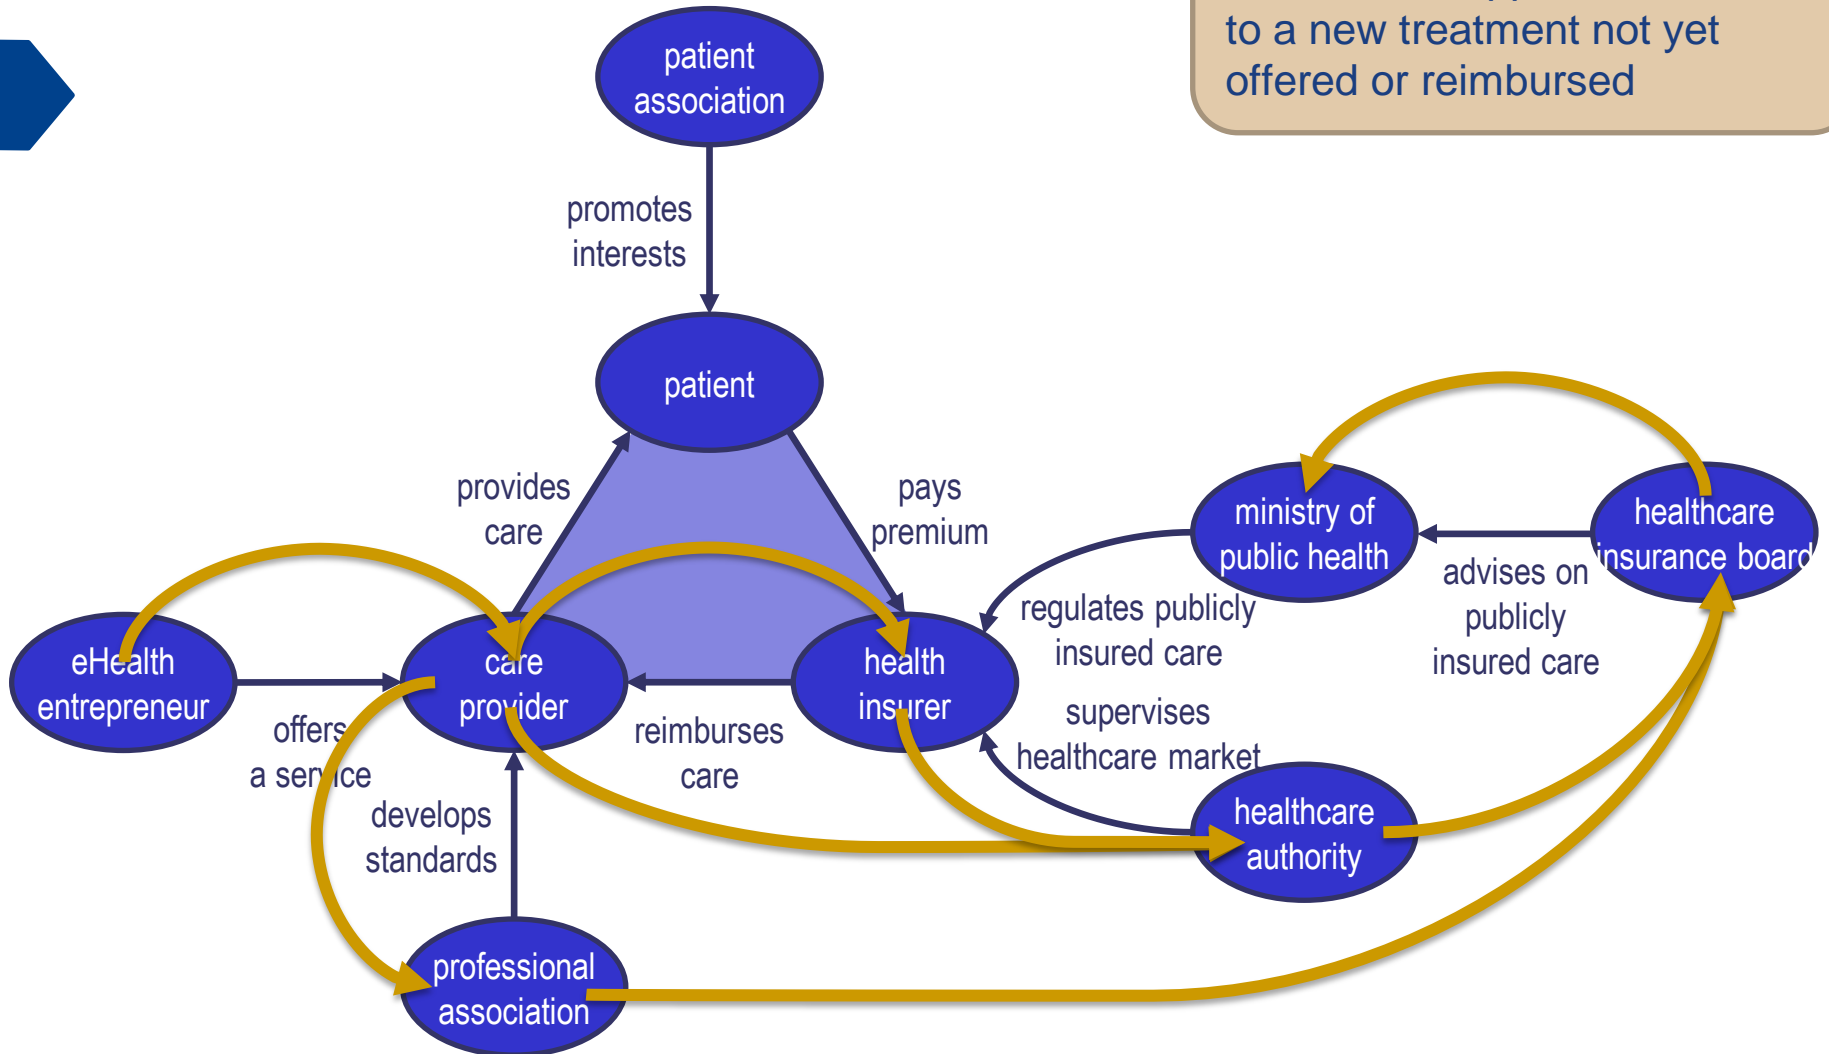 to a new treatment not yet
offered or reimbursed
patient
association
promotes
interests
patient
provides
care
pays
premium
ministry of
public health
healthcare
insurance board
advises on
publicly
insured care
regulates publicly
insured care
eHealth
entrepreneur
offers
a service
care
provider
reimburses
care
health
insurer
supervises
healthcare market
develops
standards
healthcare
authority
professional
association